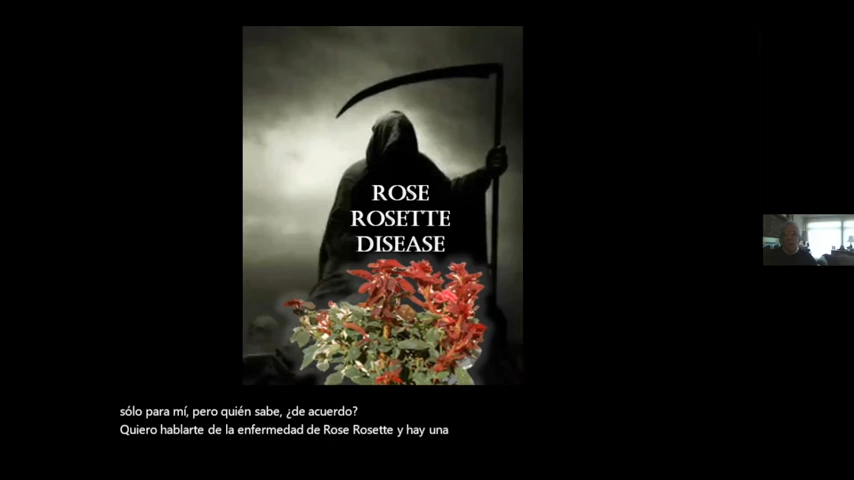 ROSE
ROSETTE
DISEASE
sólo para mí, pero quién sabe, ¿de acuerdo?
Quiero hablarte de la enfermedad de Rose Rosette y hay una